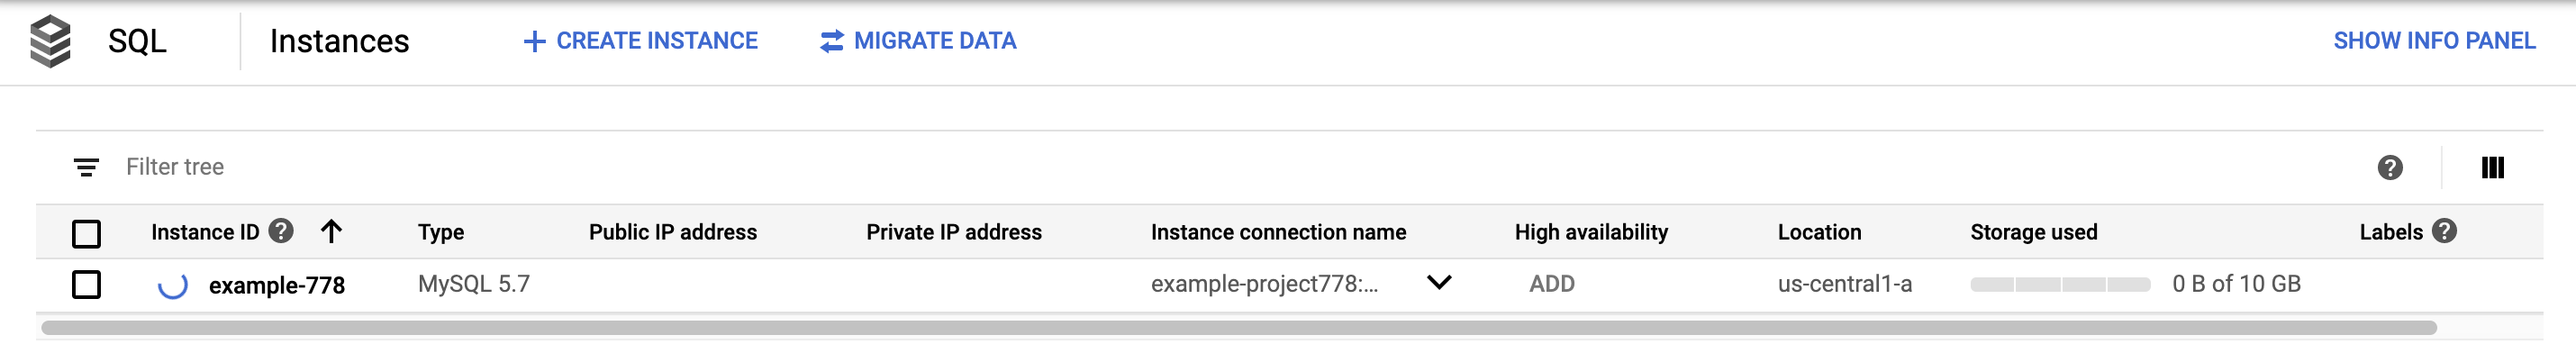 SQL Instances CREATE INSTANCE MIGRATE DATA SHOW INFO PANEL
Filter tree
Instance ID Type Public IP address Private IP address Instance connection name High availability Location Storage used Labels
example-778 MySQL 5.7 example-project778:... ADD us-central1-a 0 B of 10 GB